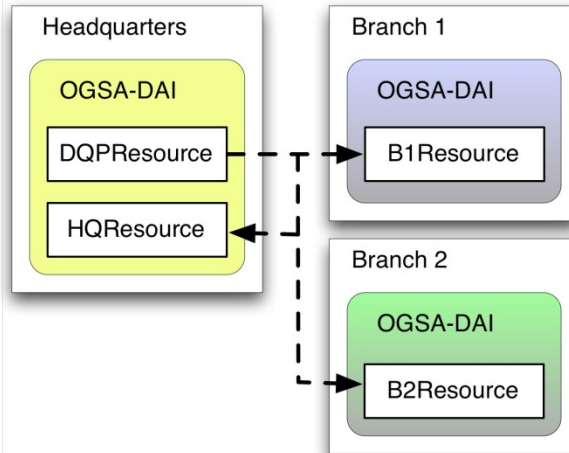 Headquarters
OGSA-DAI
DQPResource
HQResource
Branch 1
OGSA-DAI
B1Resource
Branch 2
OGSA-DAI
B2Resource